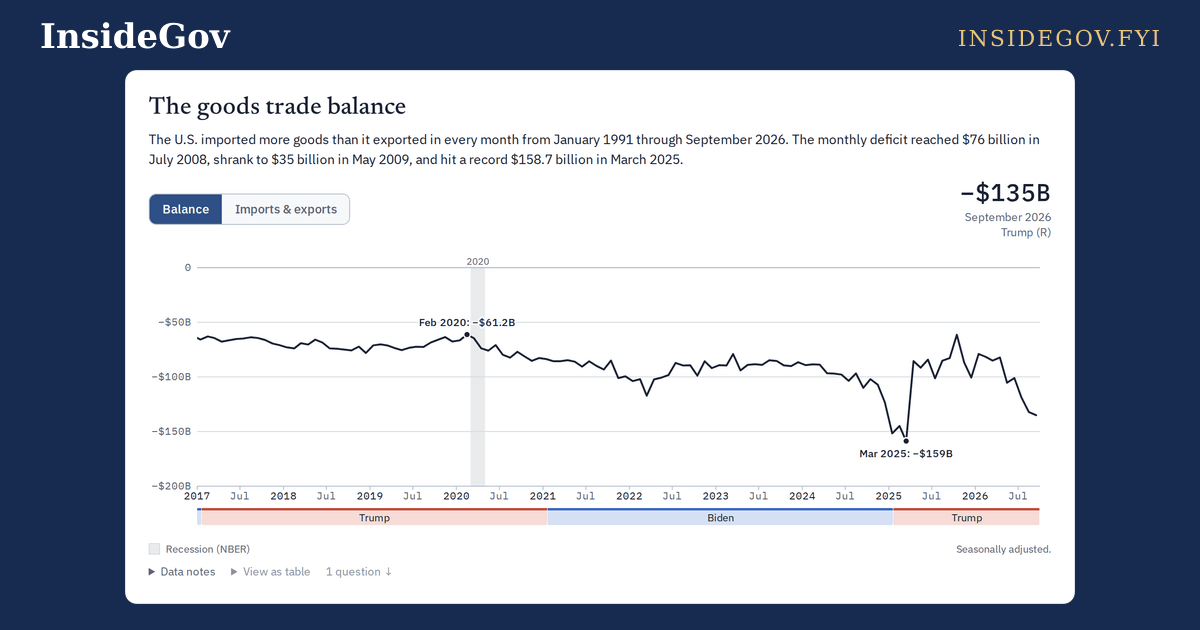 InsideGov
INSIDEGOV.FYI
The goods trade balance
The U.S. imported more goods than it exported in every month from January 1991 through September 2026. The monthly deficit reached $76 billion in
July 2008, shrank to $35 billion in May 2009, and hit a record $158.7 billion in March 2025.
Balance
Imports & exports
−$135B
September 2026
Trump (R)
2020
0
−$50B
−$100B
−$150B
−$200B
Feb 2020: −$61.2B
Mar 2025: −$159B
2017 Jul 2018 Jul 2019 Jul 2020 Jul 2021 Jul 2022 Jul 2023 Jul 2024 Jul 2025 Jul 2026 Jul
Trump Biden Trump
Recession (NBER)
Seasonally adjusted.
▶ Data notes ▶ View as table 1 question ↓